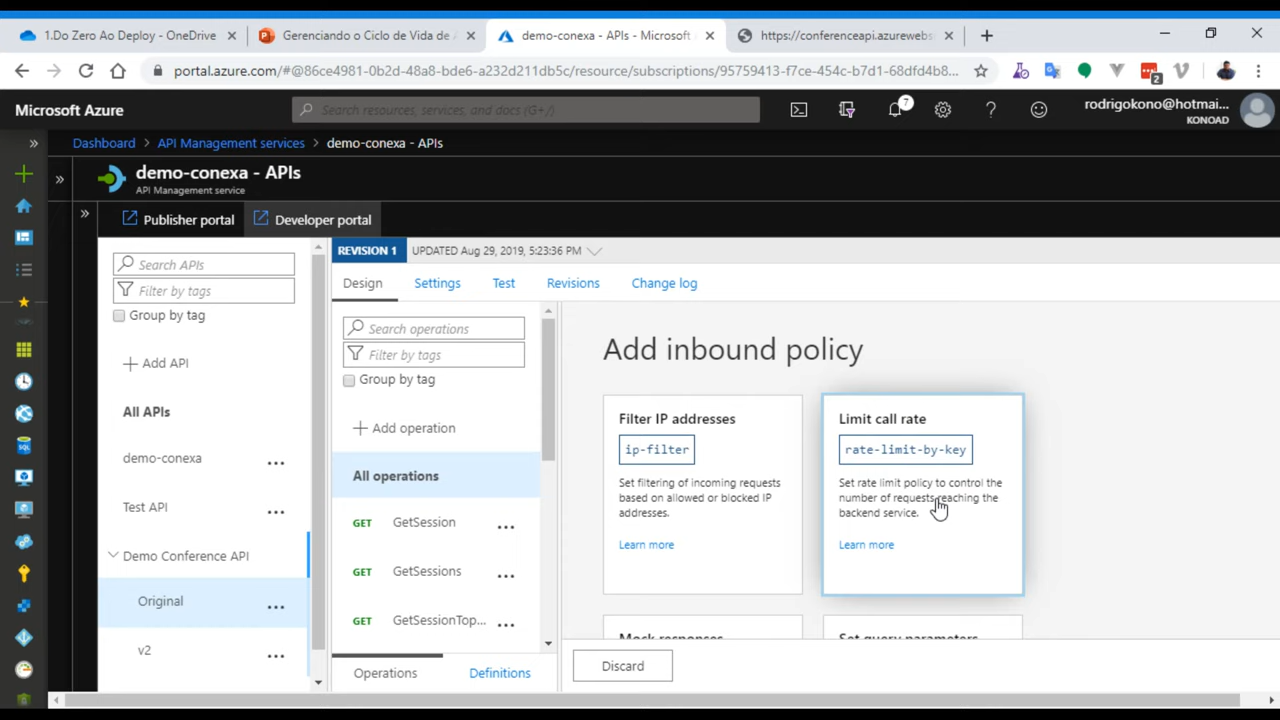 1.Do Zero Ao Deploy - OneDrive
Gerenciando o Ciclo de Vida de A
demo-conexa - APIs - Microsoft
https://conferenceapi.azurewebs
portal.azure.com/#@86ce4981-0b2d-48a8-bde6-a232d211db5c/resource/subscriptions/95759413-f7ce-454c-b7d1-68dfd4b8...
2
Microsoft Azure
Search resources, services, and docs (G+/)
7
rodrigokono@hotmai...
KONOAD
Dashboard > API Management services > demo-conexa - APIs
demo-conexa - APIs
API Management service
Publisher portal
Developer portal
Search APIs
Filter by tags
Group by tag
Add API
All APIs
demo-conexa
Test API
Demo Conference API
Original
v2
REVISION 1
UPDATED Aug 29, 2019, 5:23:36 PM
Design
Settings
Test
Revisions
Change log
Search operations
Filter by tags
Group by tag
Add operation
All operations
GET GetSession
GET GetSessions
GET GetSessionTop...
Operations
Definitions
Add inbound policy
Filter IP addresses
ip-filter
Set filtering of incoming requests
based on allowed or blocked IP
addresses.
Learn more
Limit call rate
rate-limit-by-key
Set rate limit policy to control the
number of requests reaching the
backend service.
Learn more
Mock responses
Set query parameters
Discard